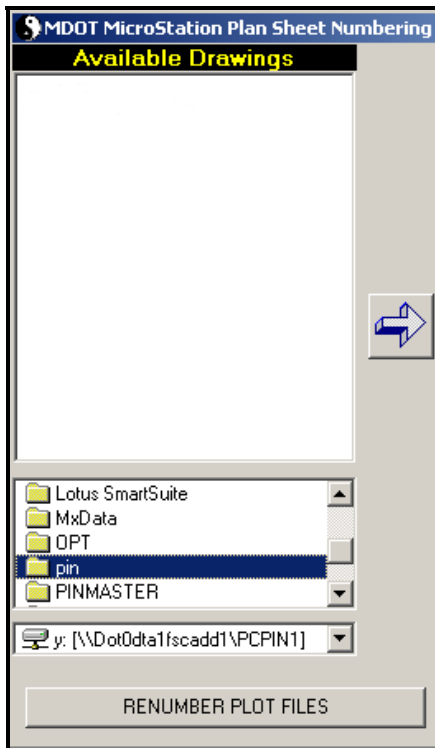 MDOT MicroStation Plan Sheet Numbering
Available Drawings
Lotus SmartSuite
MxData
OPT
pin
PINMASTER
y: [\\Dot0dta1fscadd1\PCPIN1]
RENUMBER PLOT FILES